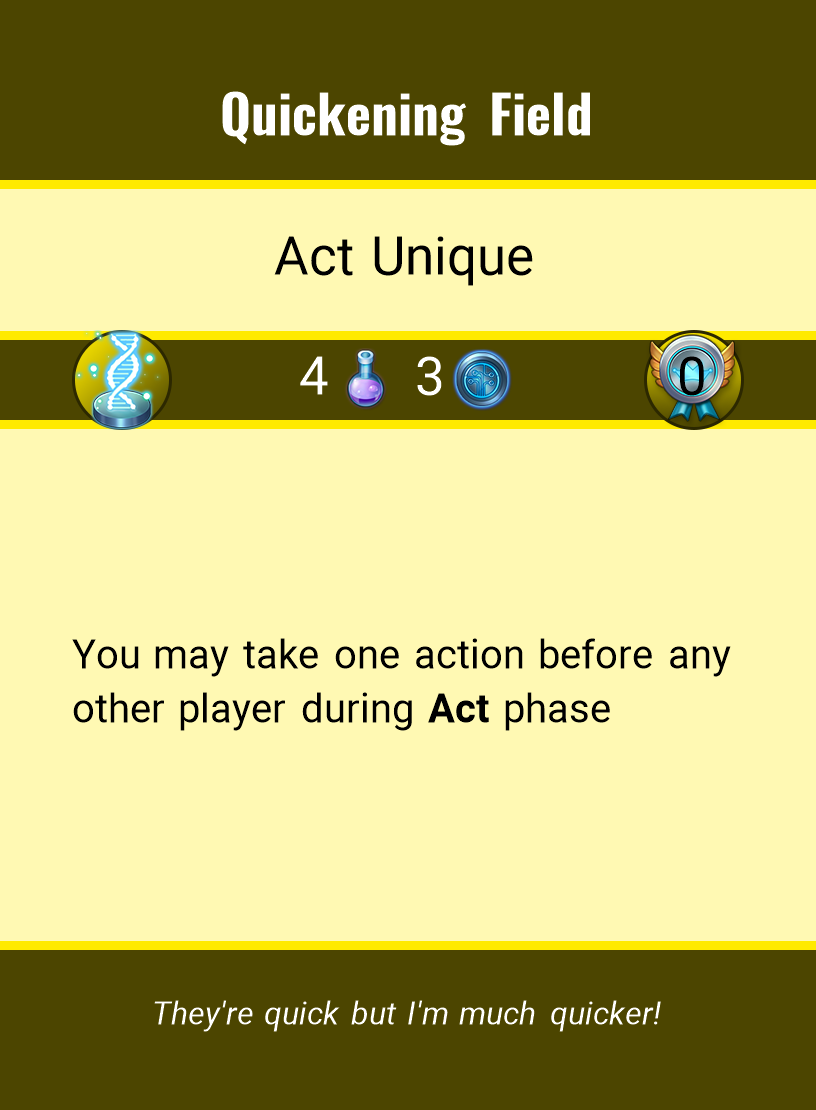 Quickening Field
Act Unique
4 3 0
You may take one action before any
other player during Act phase
They're quick but I'm much quicker!